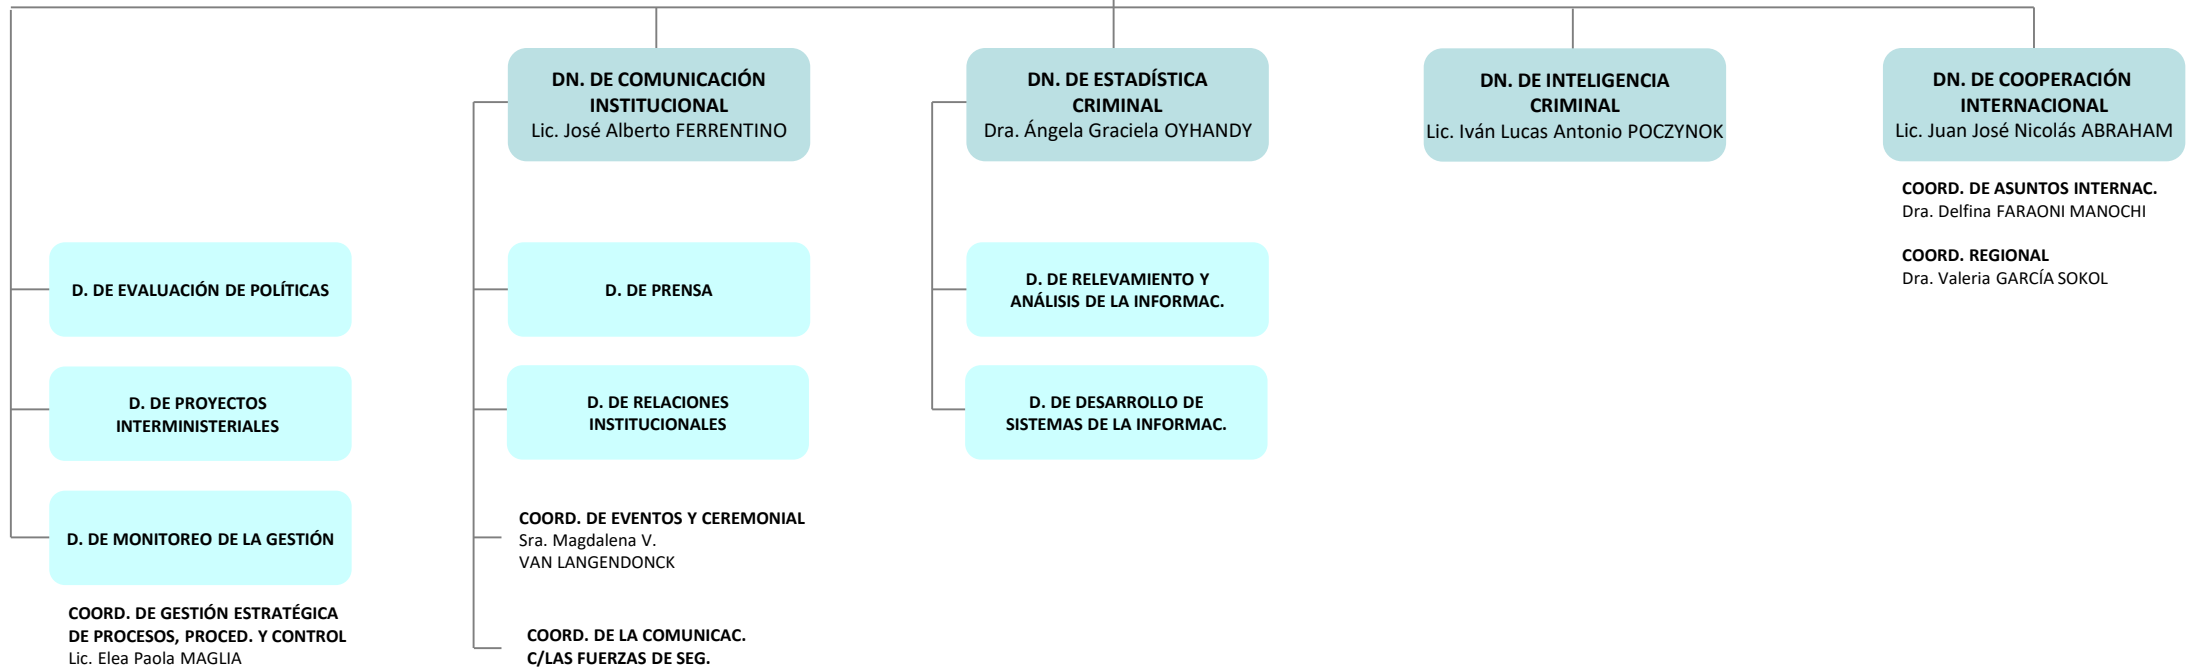 DN. DE COMUNICACIÓN
INSTITUCIONAL
Lic. José Alberto FERRENTINO
DN. DE ESTADÍSTICA
CRIMINAL
Dra. Ángela Graciela OYHANDY
DN. DE INTELIGENCIA
CRIMINAL
Lic. Iván Lucas Antonio POCZYNOK
DN. DE COOPERACIÓN
INTERNACIONAL
Lic. Juan José Nicolás ABRAHAM
COORD. DE ASUNTOS INTERNAC.
Dra. Delfina FARAONI MANOCHI
COORD. REGIONAL
Dra. Valeria GARCÍA SOKOL
D. DE EVALUACIÓN DE POLÍTICAS
D. DE PRENSA
D. DE RELEVAMIENTO Y
ANÁLISIS DE LA INFORMAC.
D. DE PROYECTOS
INTERMINISTERIALES
D. DE RELACIONES
INSTITUCIONALES
D. DE DESARROLLO DE
SISTEMAS DE LA INFORMAC.
D. DE MONITOREO DE LA GESTIÓN
COORD. DE EVENTOS Y CEREMONIAL
Sra. Magdalena V.
VAN LANGENDONCK
COORD. DE GESTIÓN ESTRATÉGICA
DE PROCESOS, PROCED. Y CONTROL
Lic. Elea Paola MAGLIA
COORD. DE LA COMUNICAC.
C/LAS FUERZAS DE SEG.